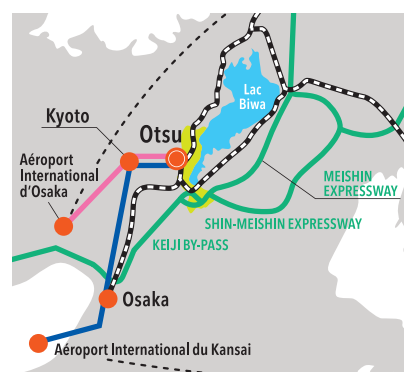 Lac
Biwa
Kyoto
Otsu
Aéroport
International
d'Osaka
MEISHIN
EXPRESSWAY
SHIN-MEISHIN EXPRESSWAY
KEIJI BY-PASS
Osaka
Aéroport International du Kansai